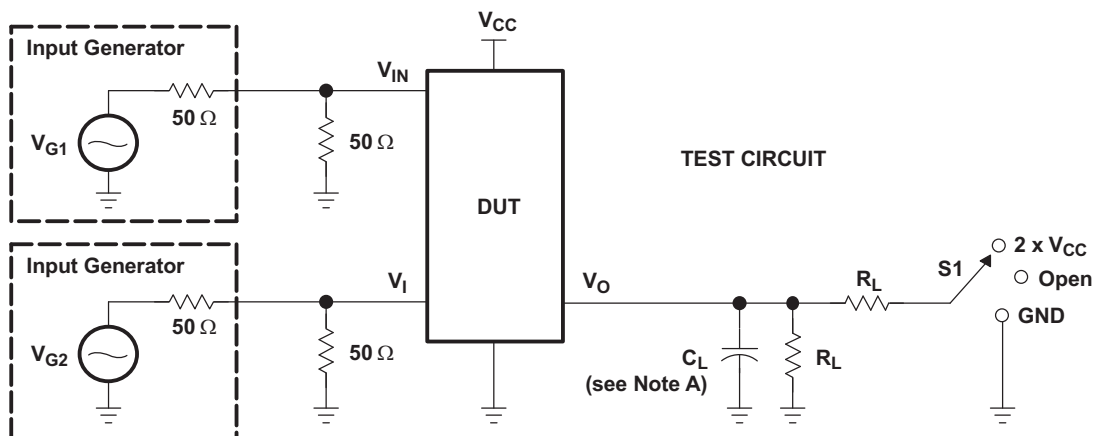 Input Generator
V_G1
50 Ω
50 Ω
V_IN
V_CC
DUT
TEST CIRCUIT
Input Generator
V_G2
50 Ω
50 Ω
V_I
V_O
C_L
(see Note A)
R_L
R_L
S1
2 x V_CC
Open
GND